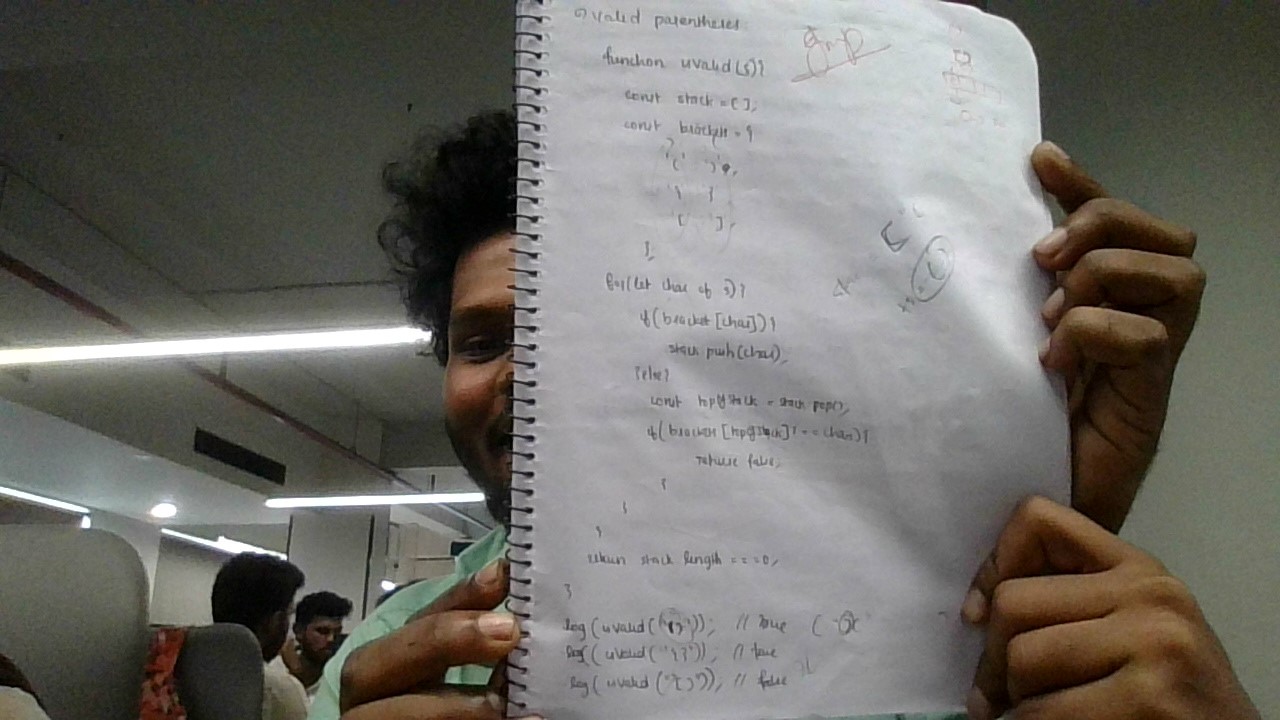 valid parentheses
function isvalid(s){
const stack = [];
const bracket = {
'(' ')',
'{' '}'
'[' ']',
};
for(let char of s){
if(bracket[char]){
stack.push(char);
}else{
const topofstack = stack.pop();
if(bracket[topofstack] !== char){
return false;
}
}
}
return stack.length === 0;
}
log(isvalid( )); // true
log(isvalid( )); // true
log(isvalid( )); // false